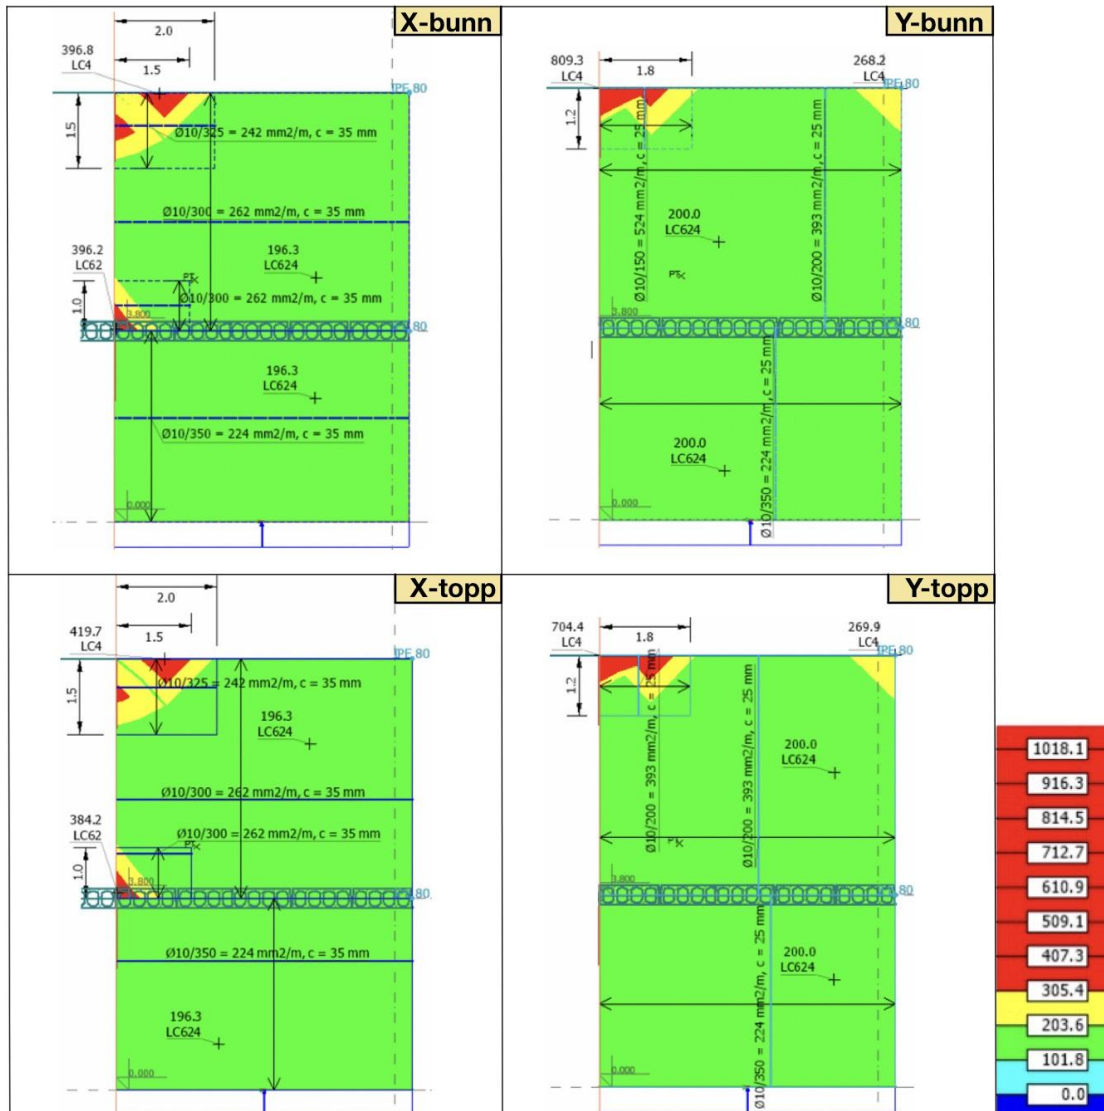 X-bunn
2.0
396.8
LC4
1.5
IPE 80
1.5
Ø10/325 = 242 mm2/m, c = 35 mm
Ø10/300 = 262 mm2/m, c = 35 mm
396.2
LC62
196.3
LC624
PT
1.0
Ø10/300 = 262 mm2/m, c = 35 mm
3.800
80
196.3
LC624
Ø10/350 = 224 mm2/m, c = 35 mm
0.000
Y-bunn
809.3
LC4
1.8
268.2
LC4
IPE 80
1.2
Ø10/150 = 524 mm2/m, c = 25 mm
Ø10/200 = 393 mm2/m, c = 25 mm
200.0
LC624
PT
3.800
80
Ø10/350 = 224 mm2/m, c = 25 mm
200.0
LC624
0.000
X-topp
2.0
419.7
LC4
1.5
IPE 80
1.5
Ø10/325 = 242 mm2/m, c = 35 mm
196.3
LC624
Ø10/300 = 262 mm2/m, c = 35 mm
384.2
LC62
Ø10/300 = 262 mm2/m, c = 35 mm
PT
1.0
3.800
80
Ø10/350 = 224 mm2/m, c = 35 mm
196.3
LC624
0.000
Y-topp
704.4
LC4
1.8
269.9
LC4
IPE 80
1.2
Ø10/200 = 393 mm2/m, c = 25 mm
Ø10/200 = 393 mm2/m, c = 25 mm
200.0
LC624
PT
3.800
80
Ø10/350 = 224 mm2/m, c = 25 mm
200.0
LC624
0.000
1018.1
916.3
814.5
712.7
610.9
509.1
407.3
305.4
203.6
101.8
0.0